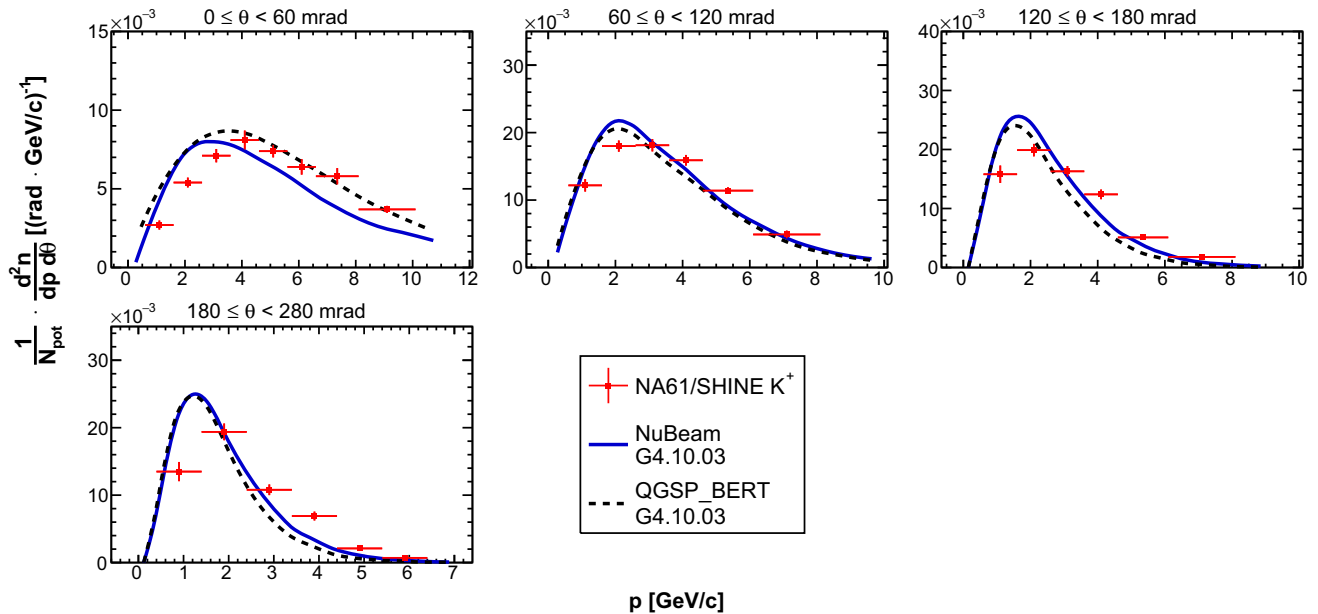 ×10⁻³ 0 ≤ θ < 60 mrad
15
10
5
0
0 2 4 6 8 10 12
×10⁻³ 60 ≤ θ < 120 mrad
30
20
10
0
0 2 4 6 8 10
×10⁻³ 120 ≤ θ < 180 mrad
40
30
20
10
0
0 2 4 6 8 10
1/N_pot · d²n/dp dθ [(rad · GeV/c)⁻¹]
×10⁻³ 180 ≤ θ < 280 mrad
30
20
10
0
0 1 2 3 4 5 6 7
NA61/SHINE K⁺
NuBeam
G4.10.03
QGSP_BERT
G4.10.03
p [GeV/c]